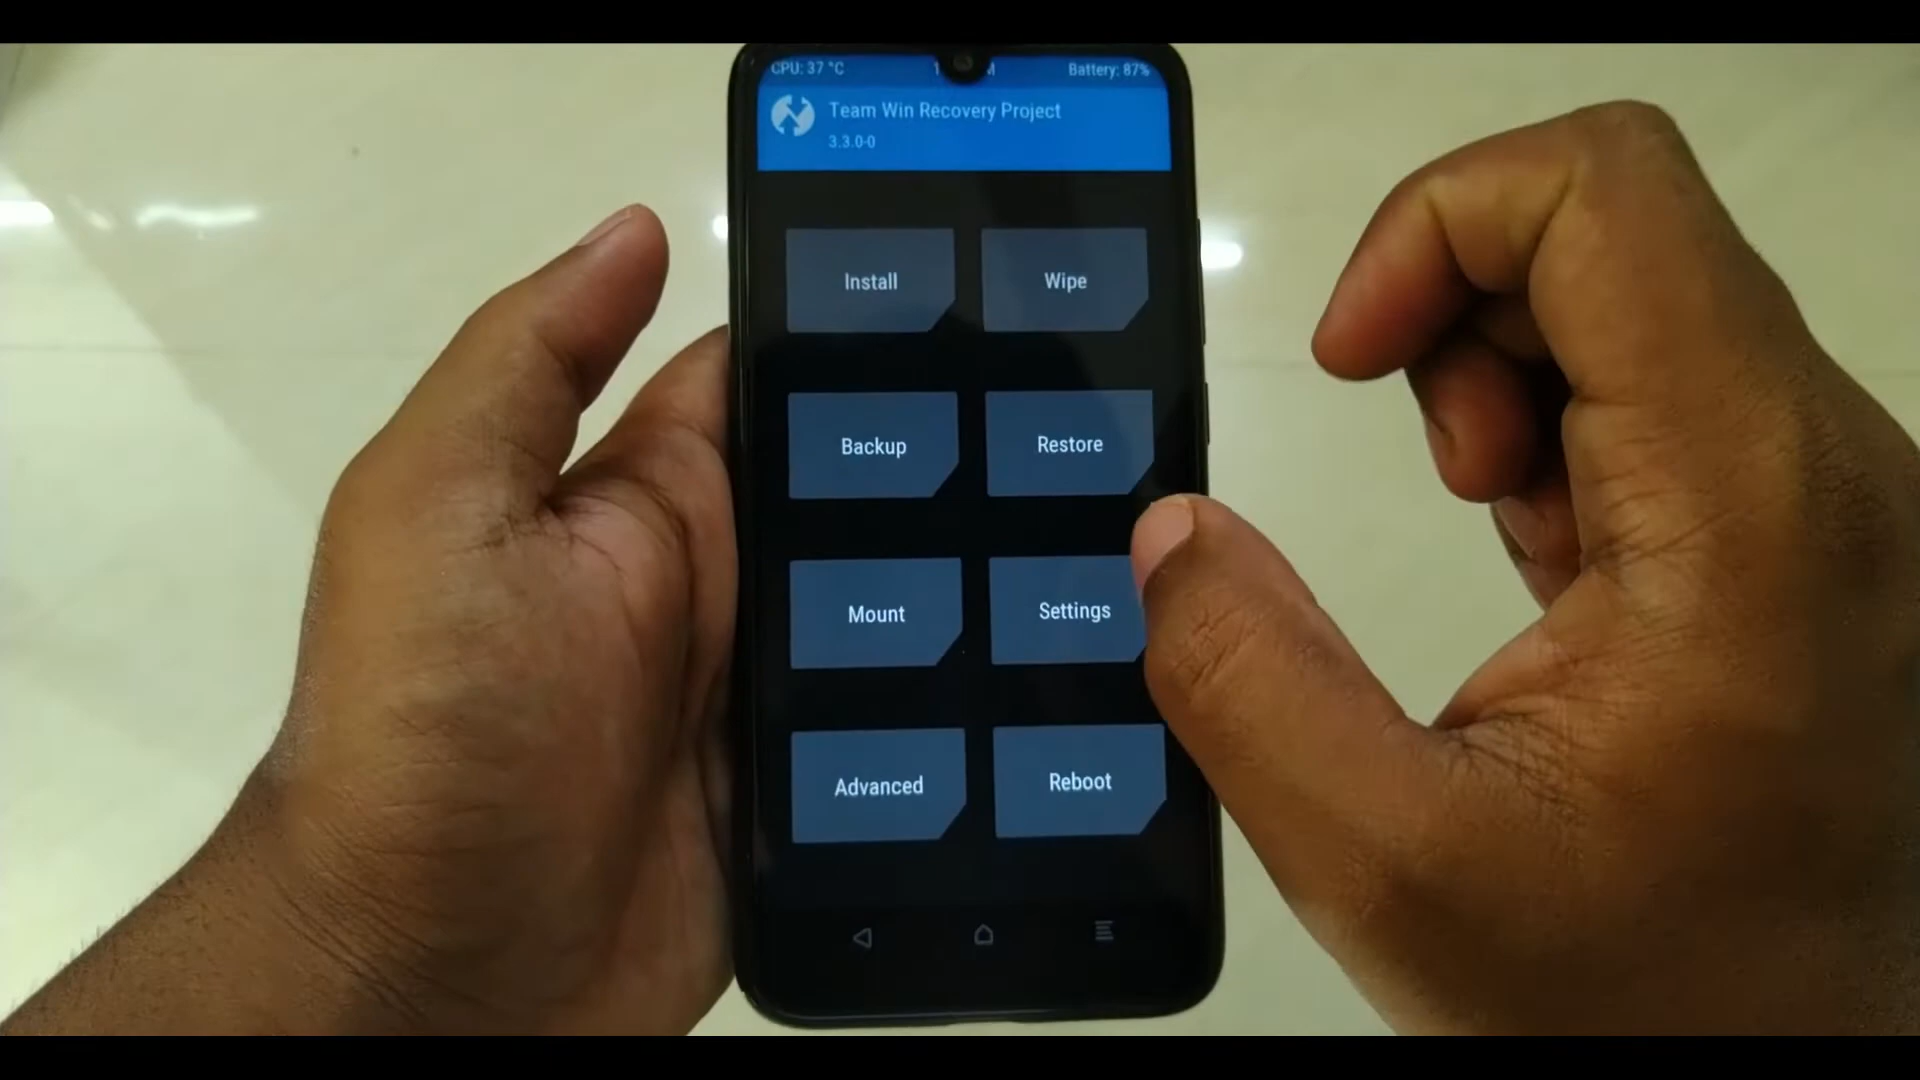 CPU: 37 °C
Battery: 87%
Team Win Recovery Project
3.3.0-0
Install
Wipe
Backup
Restore
Mount
Settings
Advanced
Reboot